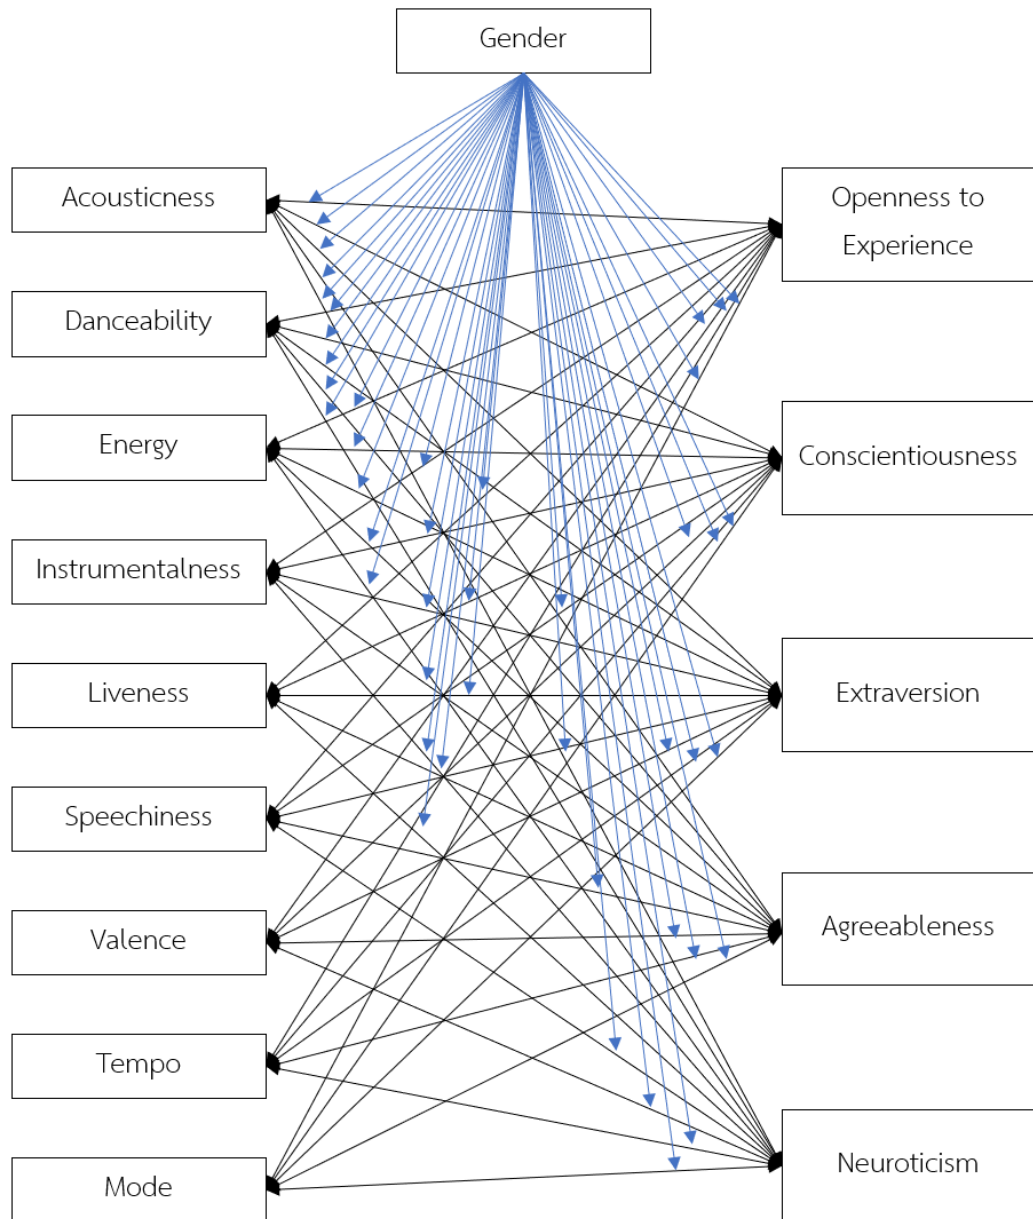 Gender
Acousticness
Danceability
Energy
Instrumentalness
Liveness
Speechiness
Valence
Tempo
Mode
Openness to
Experience
Conscientiousness
Extraversion
Agreeableness
Neuroticism